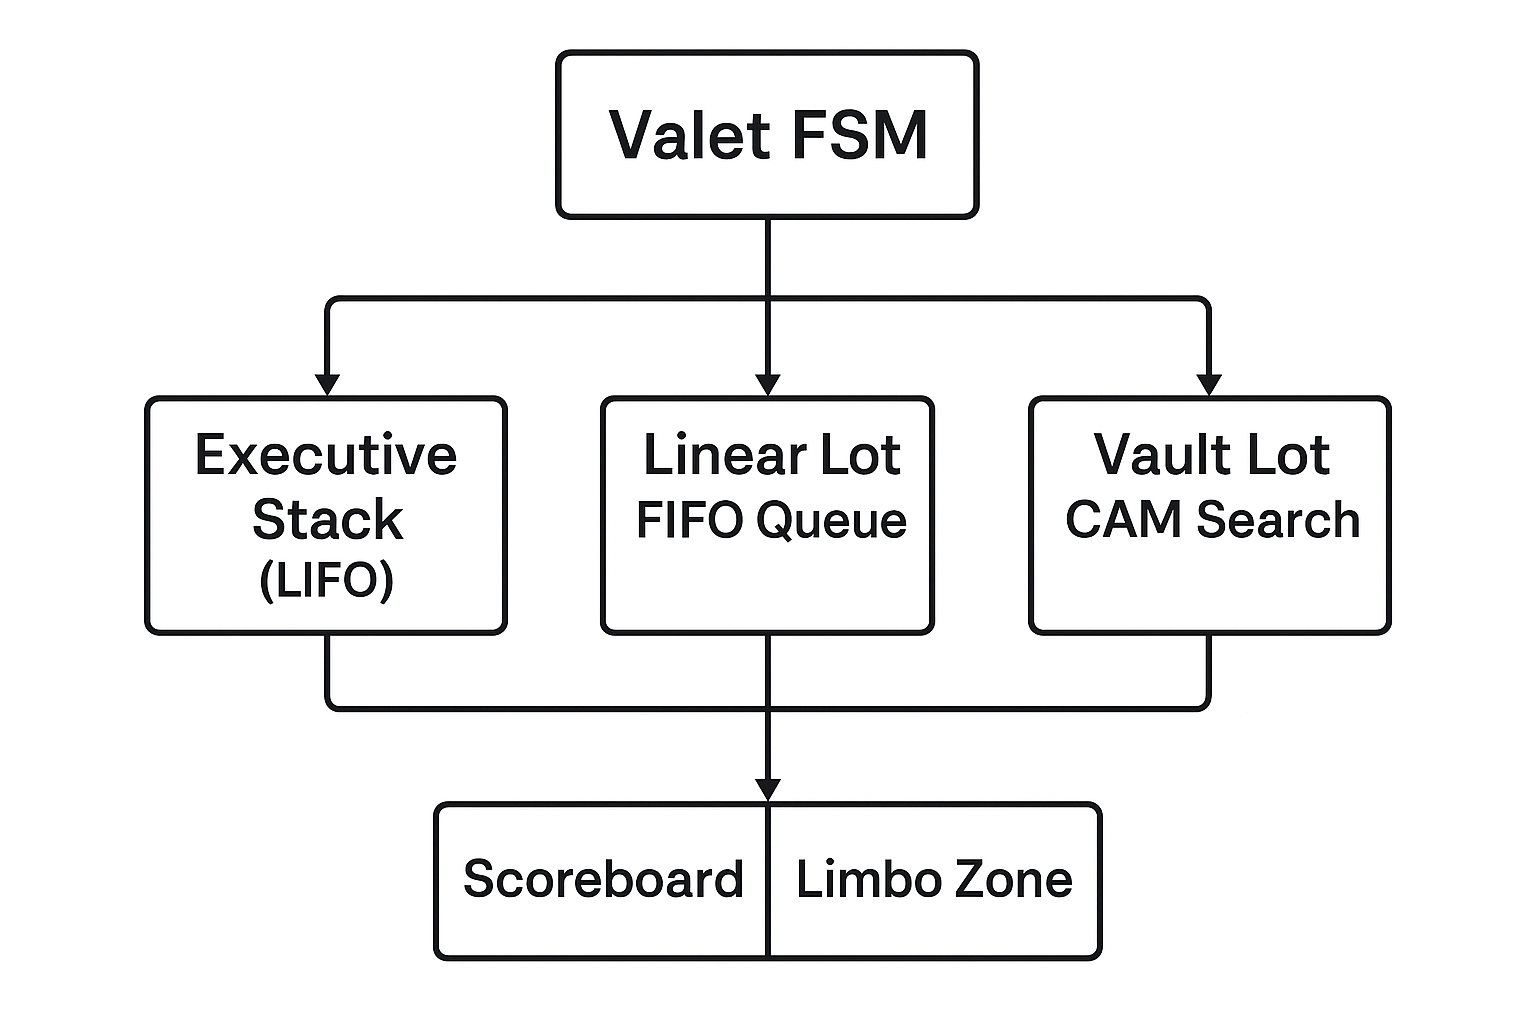 Valet FSM
Executive
Stack
(LIFO)
Linear Lot
FIFO Queue
Vault Lot
CAM Search
Scoreboard
Limbo Zone